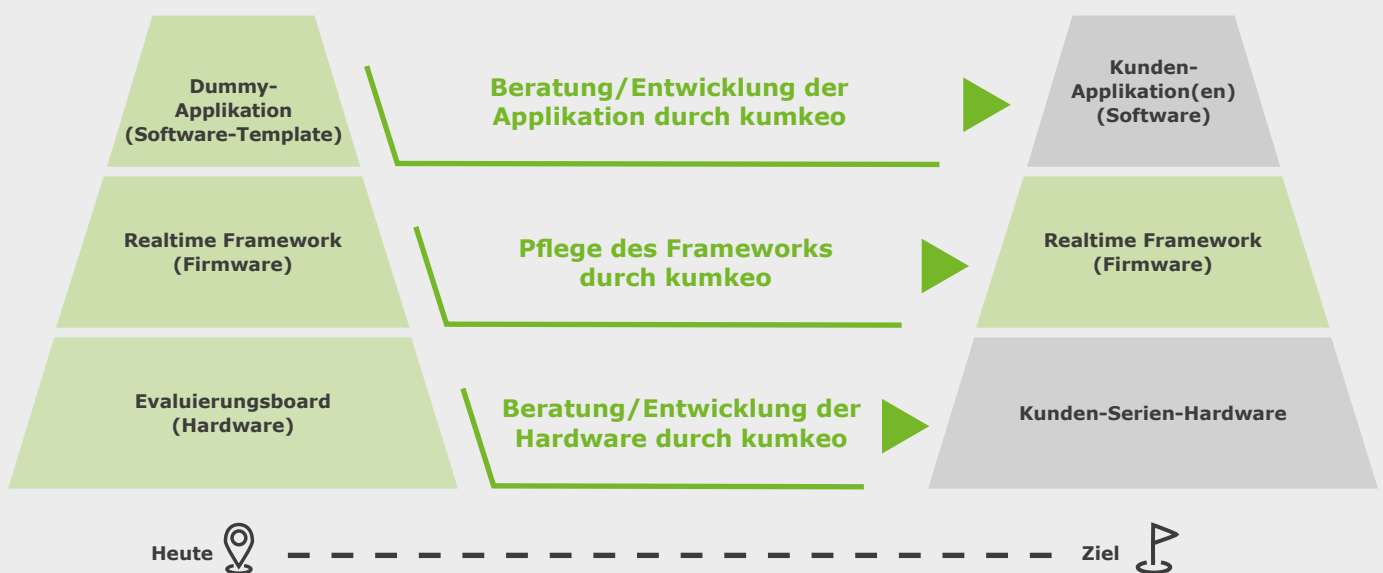 Dummy-
Applikation
(Software-Template)
Beratung/Entwicklung der
Applikation durch kumkeo
Kunden-
Applikation(en)
(Software)
Realtime Framework
(Firmware)
Pflege des Frameworks
durch kumkeo
Realtime Framework
(Firmware)
Evaluierungsboard
(Hardware)
Beratung/Entwicklung der
Hardware durch kumkeo
Kunden-Serien-Hardware
Heute
Ziel